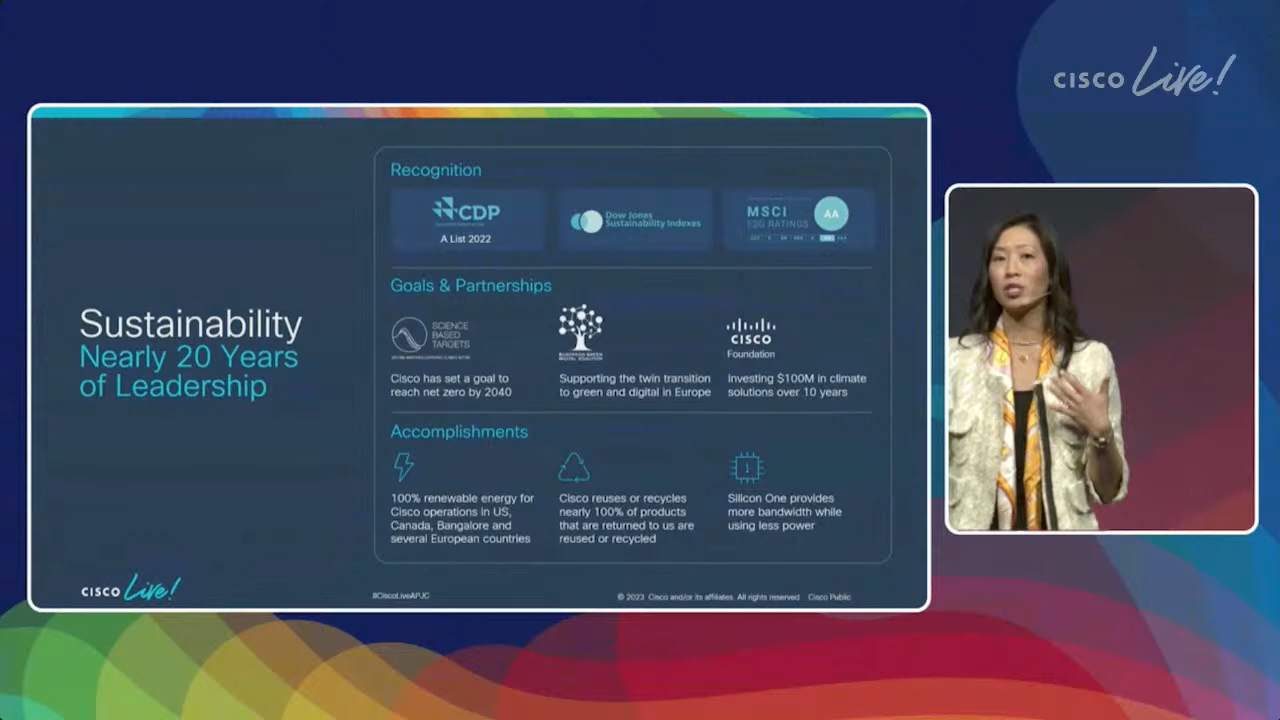 CISCO Live!
Recognition
CDP
A List 2022
Dow Jones
Sustainability Indexes
MSCI
ESG RATINGS
AA
Sustainability
Nearly 20 Years
of Leadership
Goals & Partnerships
SCIENCE
BASED
TARGETS
EUROPEAN GREEN
DIGITAL COALITION
CISCO
Foundation
Cisco has set a goal to
reach net zero by 2040
Supporting the twin transition
to green and digital in Europe
Investing $100M in climate
solutions over 10 years
Accomplishments
100% renewable energy for
Cisco operations in US,
Canada, Bangalore and
several European countries
Cisco reuses or recycles
nearly 100% of products
that are returned to us are
reused or recycled
Silicon One provides
more bandwidth while
using less power
CISCO Live!
#CiscoLiveAPJC
© 2023 Cisco and/or its affiliates. All rights reserved Cisco Public